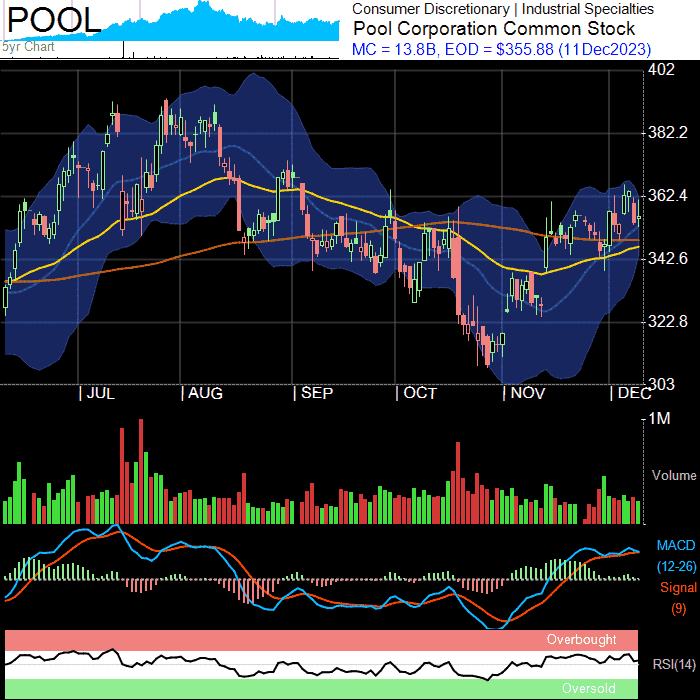 POOL
5yr Chart
Consumer Discretionary | Industrial Specialties
Pool Corporation Common Stock
MC = 13.8B, EOD = $355.88 (11Dec2023)
402
382.2
362.4
342.6
322.8
303
| JUL
| AUG
| SEP
| OCT
| NOV
| DEC
1M
Volume
MACD
(12-26)
Signal
(9)
Overbought
RSI(14)
Oversold